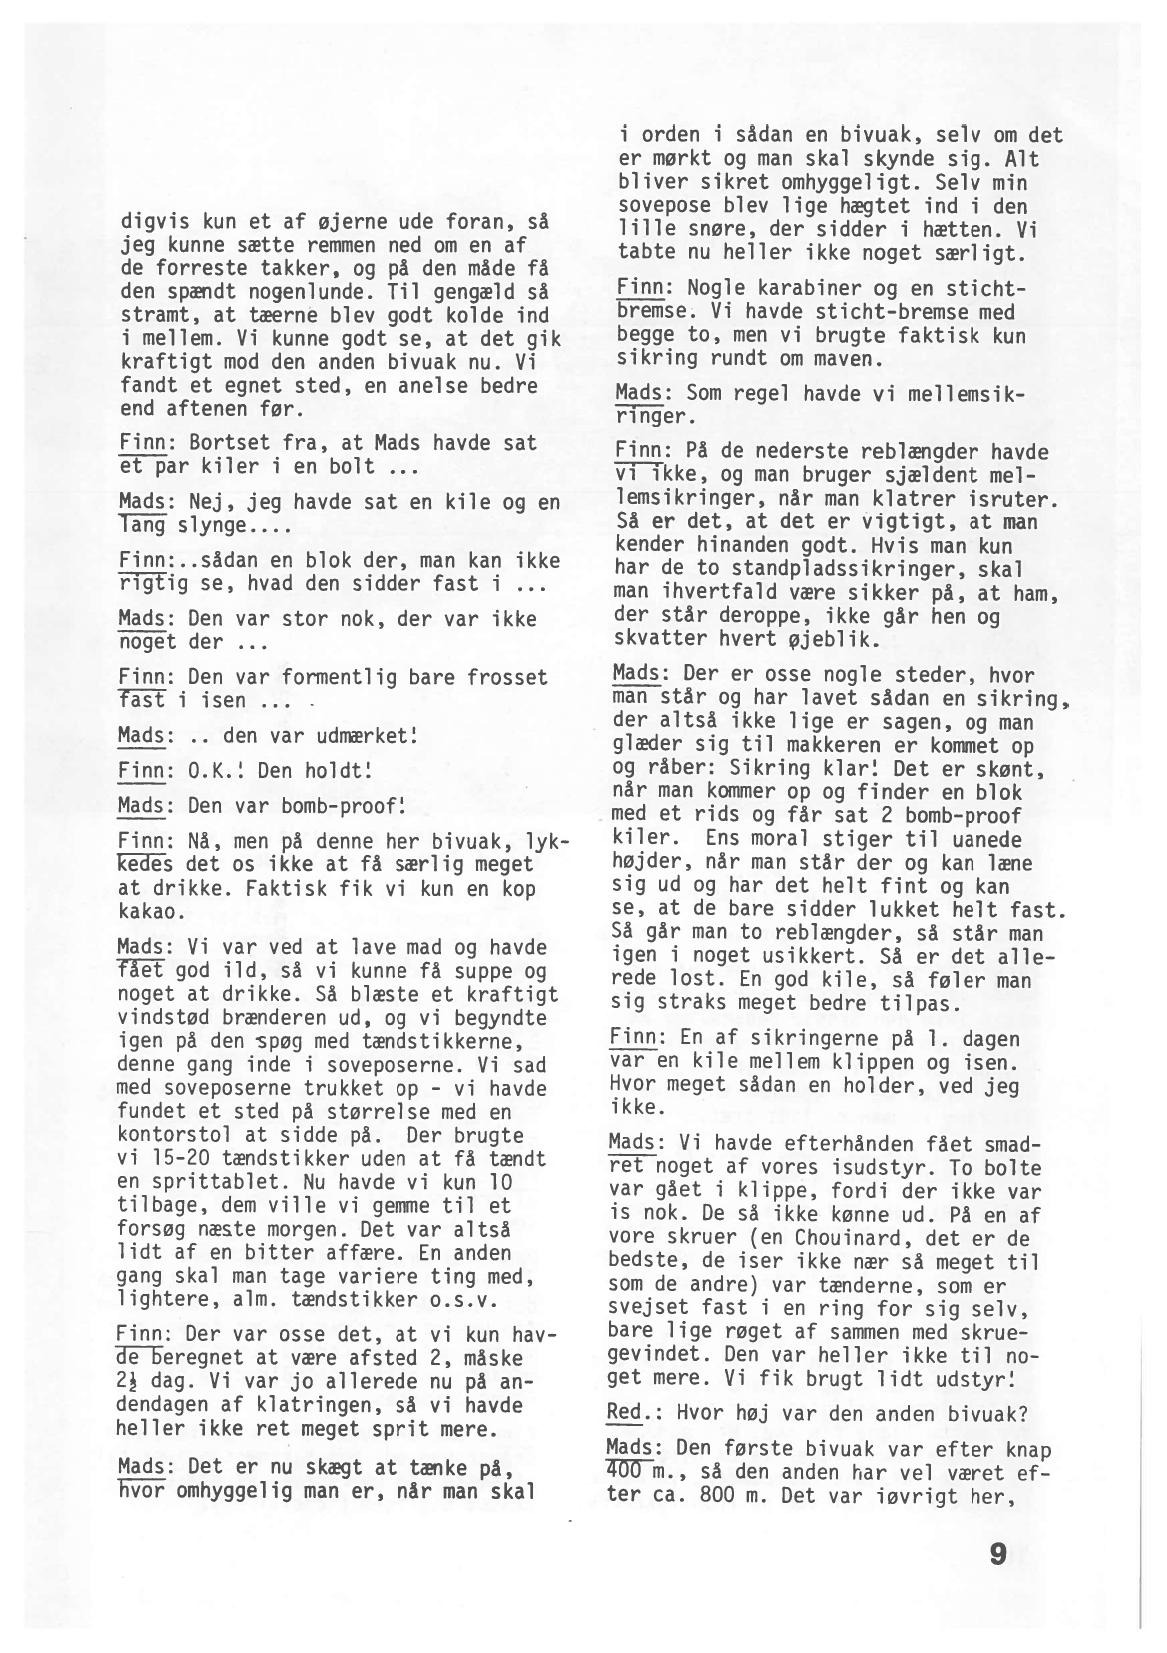 digvis kun et af øjerne ude foran, så
jeg kunne sætte remmen ned om en af
de forreste takker, og på den måde få
den spændt nogenlunde. Til gengæld så
stramt, at tæerne blev godt kolde ind
i mellem. Vi kunne godt se, at det gik
kraftigt mod den anden bivuak nu. Vi
fandt et egnet sted, en anelse bedre
end aftenen før.
Finn: Bortset fra, at Mads havde sat
et par kiler i en bolt ...
Mads: Nej, jeg havde sat en kile og en
lang slynge....
Finn:..sådan en blok der, man kan ikke
rigtig se, hvad den sidder fast i ...
Mads: Den var stor nok, der var ikke
noget der ...
Finn: Den var formentlig bare frosset
fast i isen ...
Mads: .. den var udmærket!
Finn: O.K.! Den holdt!
Mads: Den var bomb-proof!
Finn: Nå, men på denne her bivuak, lyk-
kedes det os ikke at få særlig meget
at drikke. Faktisk fik vi kun en kop
kakao.
Mads: Vi var ved at lave mad og havde
fået god ild, så vi kunne få suppe og
noget at drikke. Så blæste et kraftigt
vindstød brænderen ud, og vi begyndte
igen på den spøg med tændstikkerne,
denne gang inde i soveposerne. Vi sad
med soveposerne trukket op - vi havde
fundet et sted på størrelse med en
kontorstol at sidde på. Der brugte
vi 15-20 tændstikker uden at få tændt
en sprittablet. Nu havde vi kun 10
tilbage, dem ville vi gemme til et
forsøg næste morgen. Det var altså
lidt af en bitter affære. En anden
gang skal man tage variere ting med,
lightere, alm. tændstikker o.s.v.
Finn: Der var osse det, at vi kun hav-
de beregnet at være afsted 2, måske
2½ dag. Vi var jo allerede nu på an-
dendagen af klatringen, så vi havde
heller ikke ret meget sprit mere.
Mads: Det er nu skægt at tænke på,
hvor omhyggelig man er, når man skal
i orden i sådan en bivuak, selv om det
er mørkt og man skal skynde sig. Alt
bliver sikret omhyggeligt. Selv min
sovepose blev lige hægtet ind i den
lille snøre, der sidder i hætten. Vi
tabte nu heller ikke noget særligt.
Finn: Nogle karabiner og en sticht-
bremse. Vi havde sticht-bremse med
begge to, men vi brugte faktisk kun
sikring rundt om maven.
Mads: Som regel havde vi mellemsik-
ringer.
Finn: På de nederste reblængder havde
vi ikke, og man bruger sjældent mel-
lemsikringer, når man klatrer isruter.
Så er det, at det er vigtigt, at man
kender hinanden godt. Hvis man kun
har de to standpladssikringer, skal
man ihvertfald være sikker på, at ham,
der står deroppe, ikke går hen og
skvatter hvert øjeblik.
Mads: Der er osse nogle steder, hvor
man står og har lavet sådan en sikring,
der altså ikke lige er sagen, og man
glæder sig til makkeren er kommet op
og råber: Sikring klar! Det er skønt,
når man kommer op og finder en blok
med et rids og får sat 2 bomb-proof
kiler. Ens moral stiger til uanede
højder, når man står der og kan læne
sig ud og har det helt fint og kan
se, at de bare sidder lukket helt fast.
Så går man to reblængder, så står man
igen i noget usikkert. Så er det alle-
rede lost. En god kile, så føler man
sig straks meget bedre tilpas.
Finn: En af sikringerne på 1. dagen
var en kile mellem klippen og isen.
Hvor meget sådan en holder, ved jeg
ikke.
Mads: Vi havde efterhånden fået smad-
ret noget af vores isudstyr. To bolte
var gået i klippe, fordi der ikke var
is nok. De så ikke kønne ud. På en af
vore skruer (en Chouinard, det er de
bedste, de iser ikke nær så meget til
som de andre) var tænderne, som er
svejset fast i en ring for sig selv,
bare lige røget af sammen med skrue-
gevindet. Den var heller ikke til no-
get mere. Vi fik brugt lidt udstyr!
Red.: Hvor høj var den anden bivuak?
Mads: Den første bivuak var efter knap
400 m., så den anden har vel været ef-
ter ca. 800 m. Det var iøvrigt her,
9